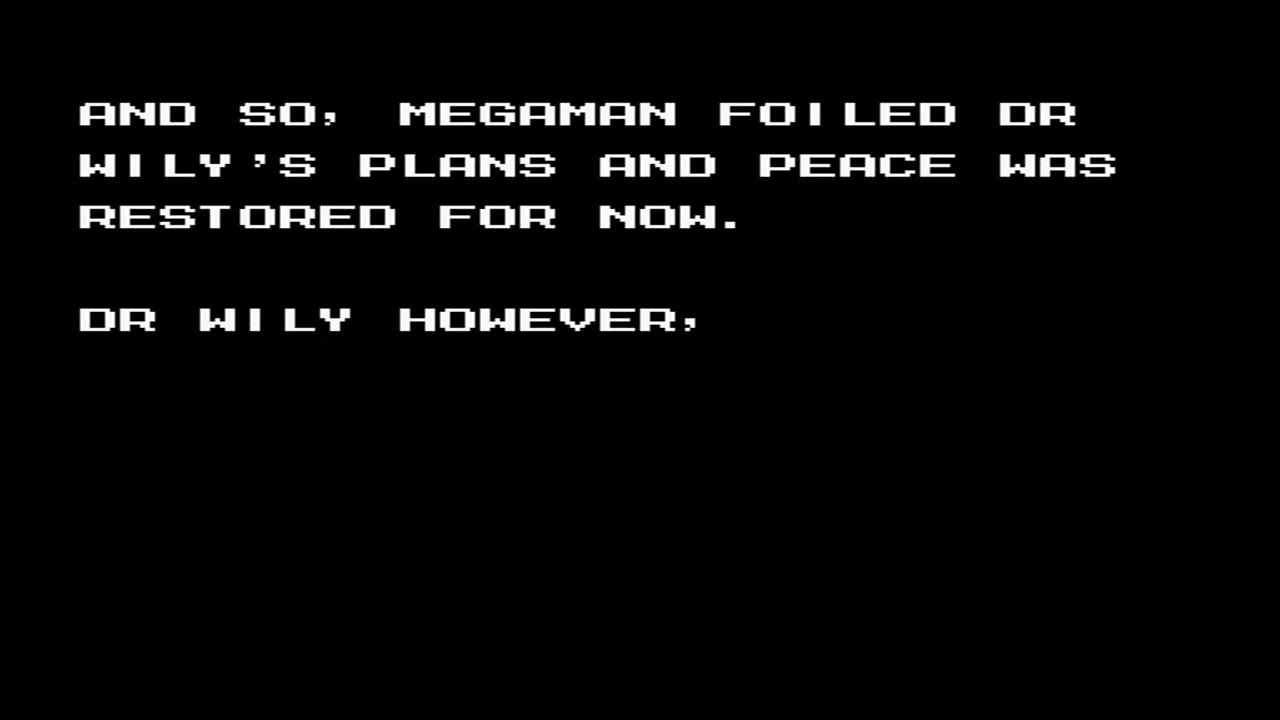 AND SO, MEGAMAN FOILED DR
WILY'S PLANS AND PEACE WAS
RESTORED FOR NOW.
DR WILY HOWEVER,